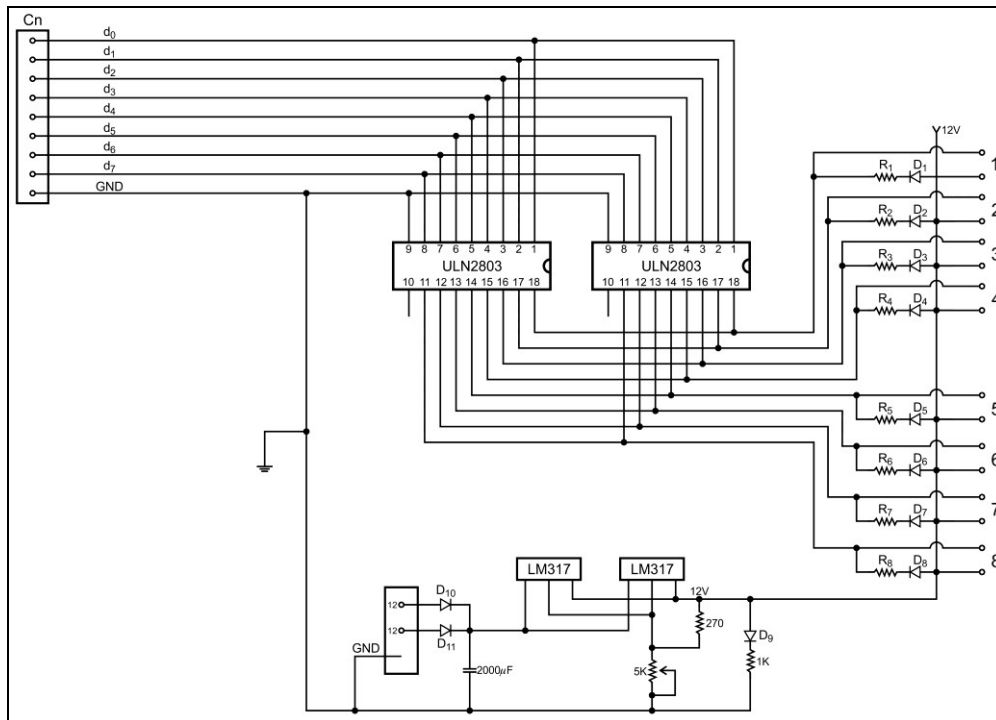 Cn
d0
d1
d2
d3
d4
d5
d6
d7
GND
12V
R1 D1 1
R2 D2 2
R3 D3 3
R4 D4 4
R5 D5 5
R6 D6 6
R7 D7 7
R8 D8 8
9 8 7 6 5 4 3 2 1
ULN2803
10 11 12 13 14 15 16 17 18
9 8 7 6 5 4 3 2 1
ULN2803
10 11 12 13 14 15 16 17 18
LM317 LM317
12V
D10
12
12
D11
GND
2000µF
270
5K
D9
1K